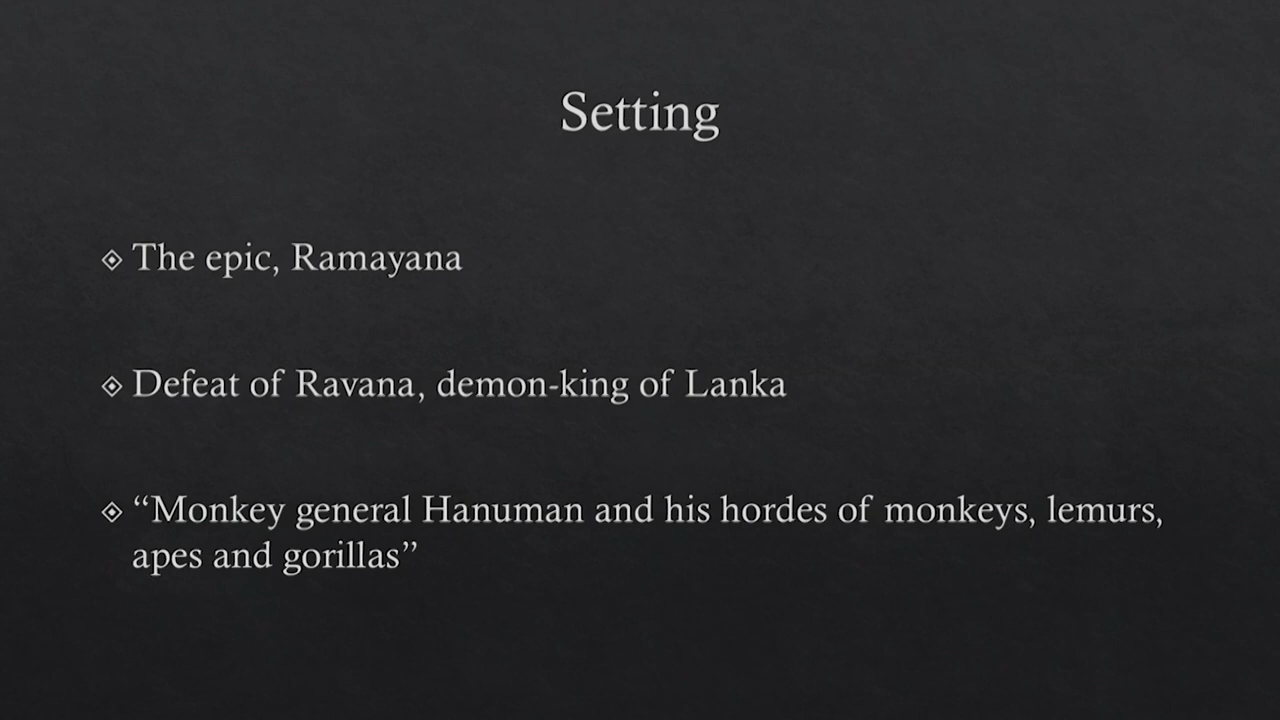 Setting
The epic, Ramayana
Defeat of Ravana, demon-king of Lanka
“Monkey general Hanuman and his hordes of monkeys, lemurs,
apes and gorillas”